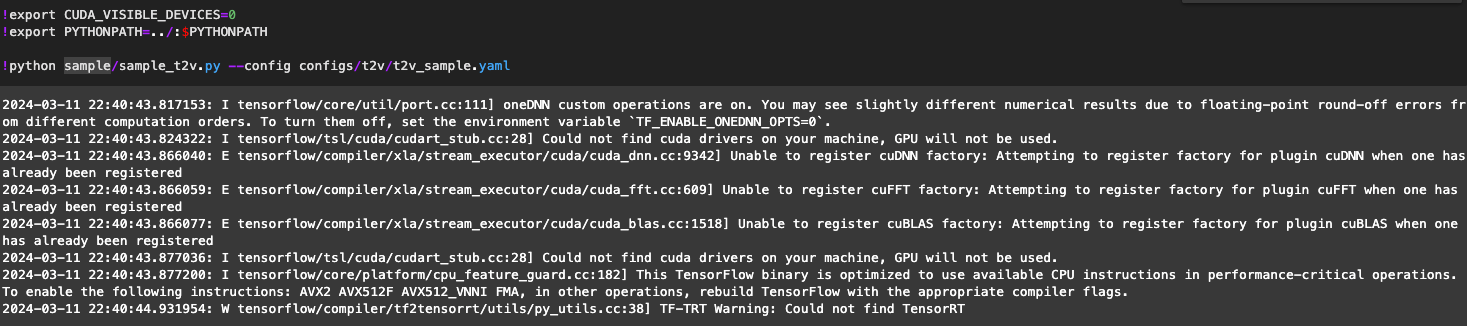 !export CUDA_VISIBLE_DEVICES=0
!export PYTHONPATH=../:$PYTHONPATH
!python sample/sample_t2v.py --config configs/t2v/t2v_sample.yaml
2024-03-11 22:40:43.817153: I tensorflow/core/util/port.cc:111] oneDNN custom operations are on. You may see slightly different numerical results due to floating-point round-off errors fr
om different computation orders. To turn them off, set the environment variable `TF_ENABLE_ONEDNN_OPTS=0`.
2024-03-11 22:40:43.824322: I tensorflow/tsl/cuda/cudart_stub.cc:28] Could not find cuda drivers on your machine, GPU will not be used.
2024-03-11 22:40:43.866040: E tensorflow/compiler/xla/stream_executor/cuda/cuda_dnn.cc:9342] Unable to register cuDNN factory: Attempting to register factory for plugin cuDNN when one has
already been registered
2024-03-11 22:40:43.866059: E tensorflow/compiler/xla/stream_executor/cuda/cuda_fft.cc:609] Unable to register cuFFT factory: Attempting to register factory for plugin cuFFT when one has
already been registered
2024-03-11 22:40:43.866077: E tensorflow/compiler/xla/stream_executor/cuda/cuda_blas.cc:1518] Unable to register cuBLAS factory: Attempting to register factory for plugin cuBLAS when one
has already been registered
2024-03-11 22:40:43.877036: I tensorflow/tsl/cuda/cudart_stub.cc:28] Could not find cuda drivers on your machine, GPU will not be used.
2024-03-11 22:40:43.877200: I tensorflow/core/platform/cpu_feature_guard.cc:182] This TensorFlow binary is optimized to use available CPU instructions in performance-critical operations.
To enable the following instructions: AVX2 AVX512F AVX512_VNNI FMA, in other operations, rebuild TensorFlow with the appropriate compiler flags.
2024-03-11 22:40:44.931954: W tensorflow/compiler/tf2tensorrt/utils/py_utils.cc:38] TF-TRT Warning: Could not find TensorRT